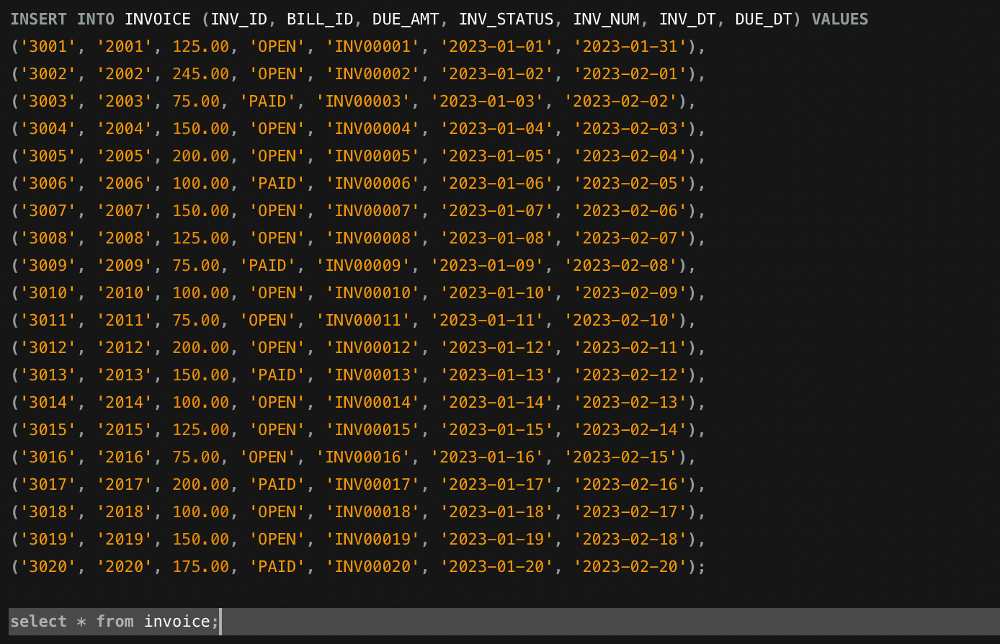 INSERT INTO INVOICE (INV_ID, BILL_ID, DUE_AMT, INV_STATUS, INV_NUM, INV_DT, DUE_DT) VALUES
('3001', '2001', 125.00, 'OPEN', 'INV00001', '2023-01-01', '2023-01-31'),
('3002', '2002', 245.00, 'OPEN', 'INV00002', '2023-01-02', '2023-02-01'),
('3003', '2003', 75.00, 'PAID', 'INV00003', '2023-01-03', '2023-02-02'),
('3004', '2004', 150.00, 'OPEN', 'INV00004', '2023-01-04', '2023-02-03'),
('3005', '2005', 200.00, 'OPEN', 'INV00005', '2023-01-05', '2023-02-04'),
('3006', '2006', 100.00, 'PAID', 'INV00006', '2023-01-06', '2023-02-05'),
('3007', '2007', 150.00, 'OPEN', 'INV00007', '2023-01-07', '2023-02-06'),
('3008', '2008', 125.00, 'OPEN', 'INV00008', '2023-01-08', '2023-02-07'),
('3009', '2009', 75.00, 'PAID', 'INV00009', '2023-01-09', '2023-02-08'),
('3010', '2010', 100.00, 'OPEN', 'INV00010', '2023-01-10', '2023-02-09'),
('3011', '2011', 75.00, 'OPEN', 'INV00011', '2023-01-11', '2023-02-10'),
('3012', '2012', 200.00, 'OPEN', 'INV00012', '2023-01-12', '2023-02-11'),
('3013', '2013', 150.00, 'PAID', 'INV00013', '2023-01-13', '2023-02-12'),
('3014', '2014', 100.00, 'OPEN', 'INV00014', '2023-01-14', '2023-02-13'),
('3015', '2015', 125.00, 'OPEN', 'INV00015', '2023-01-15', '2023-02-14'),
('3016', '2016', 75.00, 'OPEN', 'INV00016', '2023-01-16', '2023-02-15'),
('3017', '2017', 200.00, 'PAID', 'INV00017', '2023-01-17', '2023-02-16'),
('3018', '2018', 100.00, 'OPEN', 'INV00018', '2023-01-18', '2023-02-17'),
('3019', '2019', 150.00, 'OPEN', 'INV00019', '2023-01-19', '2023-02-18'),
('3020', '2020', 175.00, 'PAID', 'INV00020', '2023-01-20', '2023-02-20');
select * from invoice;